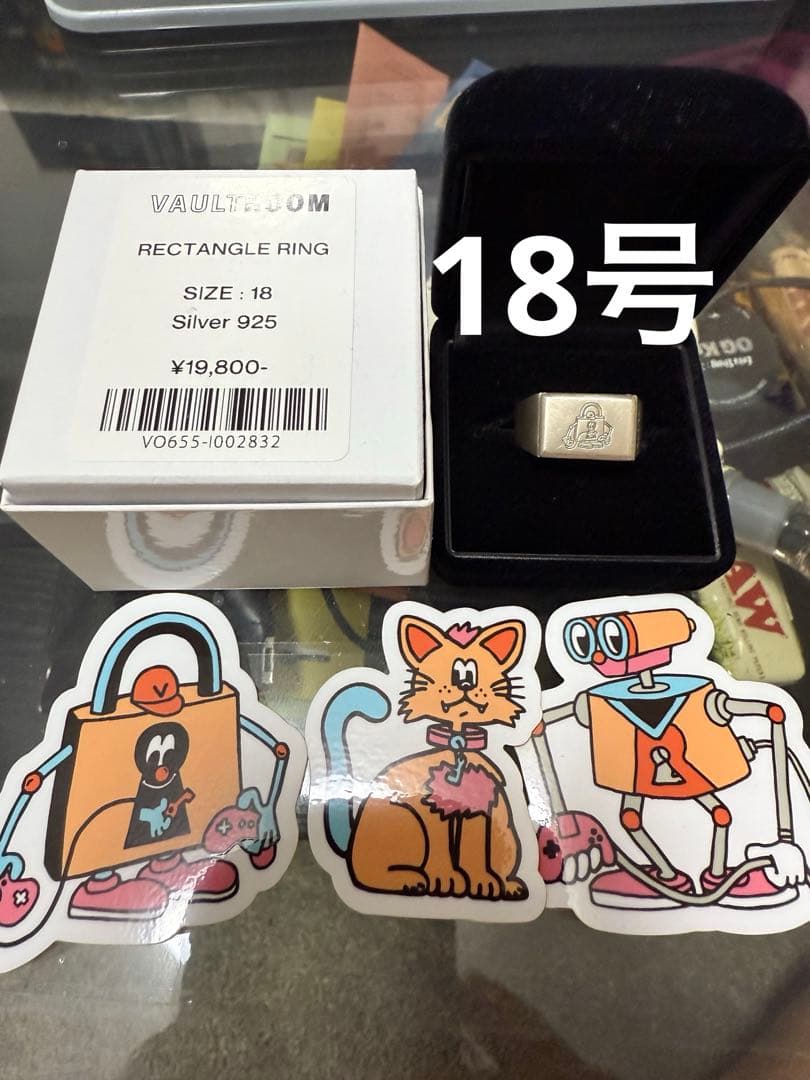 VAULTROOM
RECTANGLE RING
SIZE : 18
Silver 925
¥19,800-
VO655-I002832
18号